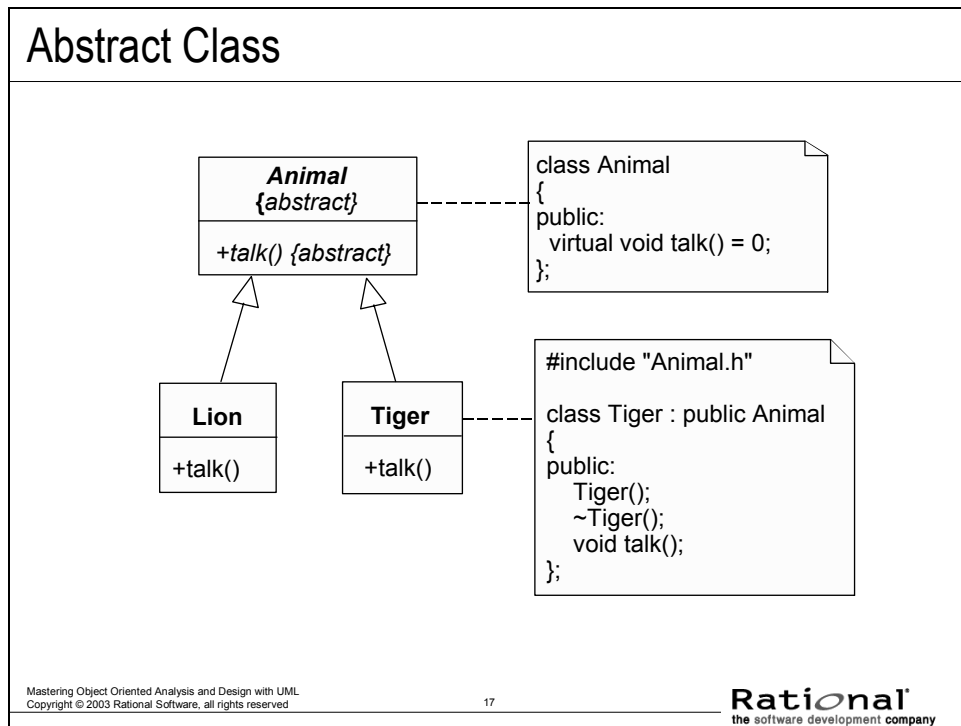 Abstract Class
Animal
{abstract}
+talk() {abstract}
class Animal
{
public:
virtual void talk() = 0;
};
Lion
+talk()
Tiger
+talk()
#include "Animal.h"
class Tiger : public Animal
{
public:
Tiger();
~Tiger();
void talk();
};
Mastering Object Oriented Analysis and Design with UML
Copyright © 2003 Rational Software, all rights reserved
17
Rational
the software development company